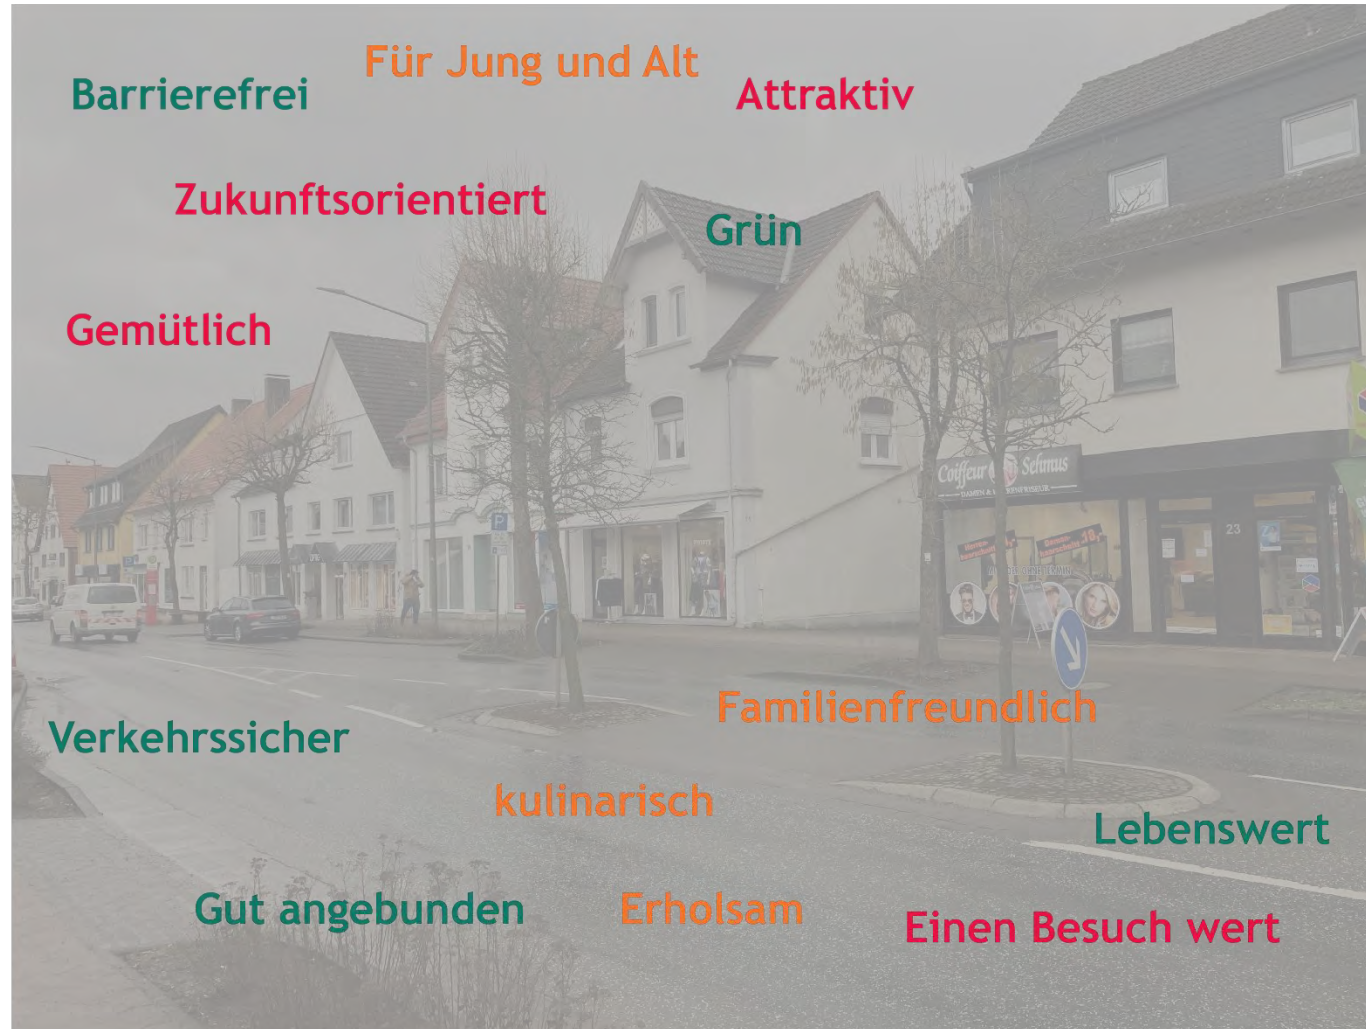 Für Jung und Alt
Barrierefrei
Attraktiv
Zukunftsorientiert
Grün
Gemütlich
Coiffeur Sehmus
23
P
Verkehrssicher
Familienfreundlich
kulinarisch
Lebenswert
Gut angebunden
Erholsam
Einen Besuch wert